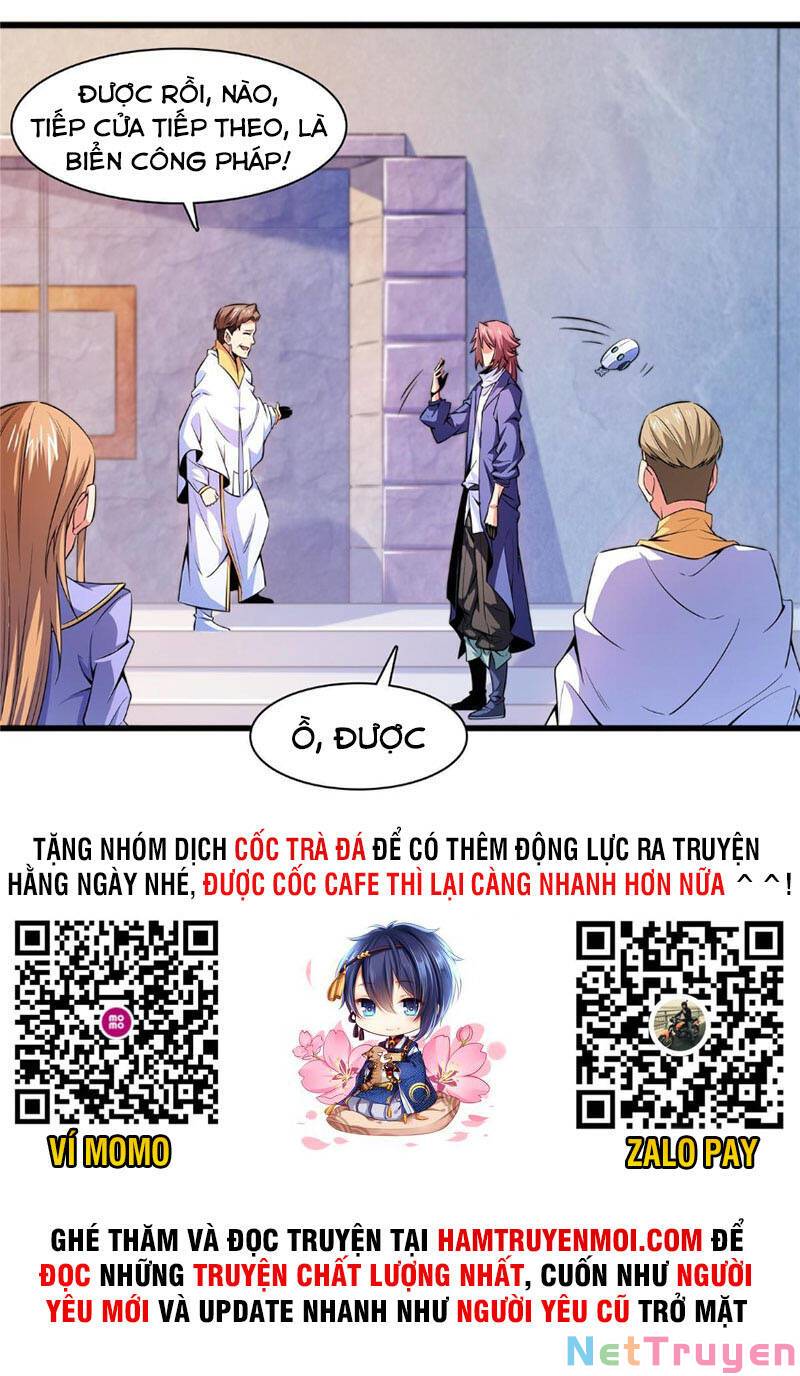 ĐƯỢC RỒI, NÀO,
TIẾP CỬA TIẾP THEO, LÀ
BIỂN CÔNG PHÁP!
Ồ, ĐƯỢC
TẶNG NHÓM DỊCH CỐC TRÀ ĐÁ ĐỂ CÓ THÊM ĐỘNG LỰC RA TRUYỆN
HẰNG NGÀY NHÉ, ĐƯỢC CỐC CAFE THÌ LẠI CÀNG NHANH HƠN NỮA ^ ^!
mo
mo
VÍ MOMO
ZALO PAY
GHÉ THĂM VÀ ĐỌC TRUYỆN TẠI HAMTRUYENMOI.COM ĐỂ
ĐỌC NHỮNG TRUYỆN CHẤT LƯỢNG NHẤT, CUỐN NHƯ NGƯỜI
YÊU MỚI VÀ UPDATE NHANH NHƯ NGƯỜI YÊU CŨ TRỞ MẶT
NetTruyen